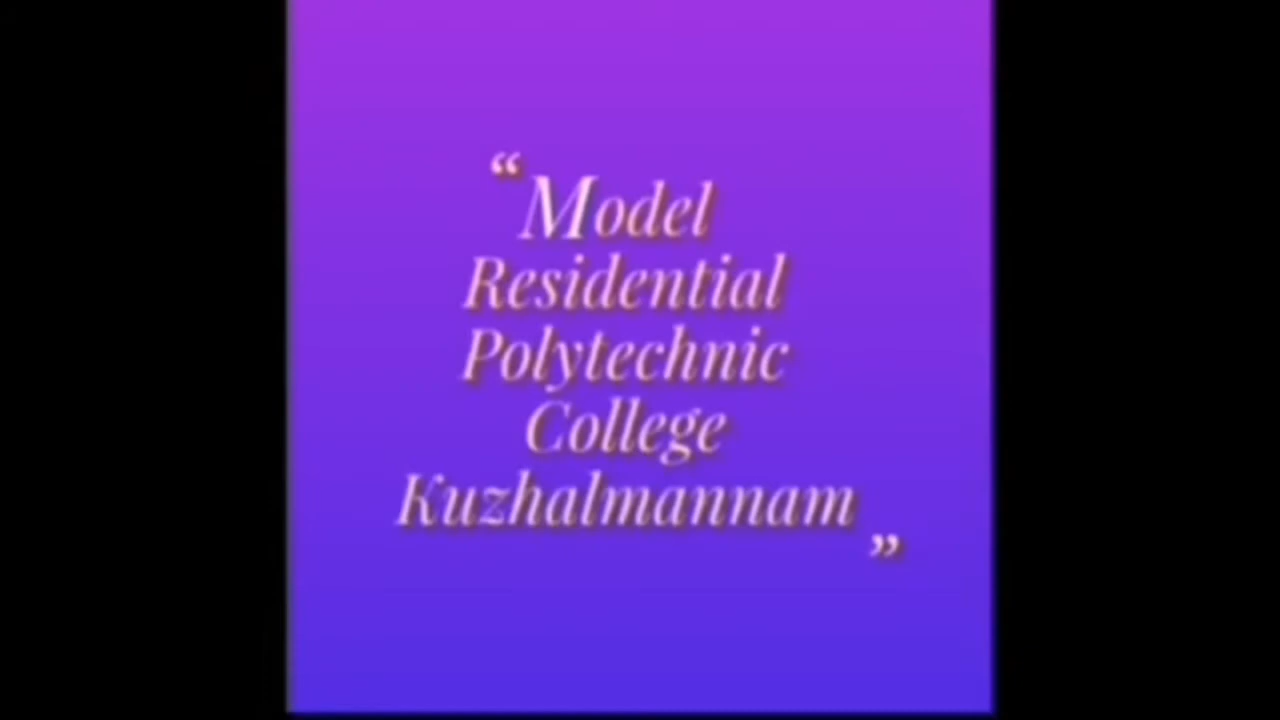 “Model
Residential
Polytechnic
College
Kuzhalmannam”